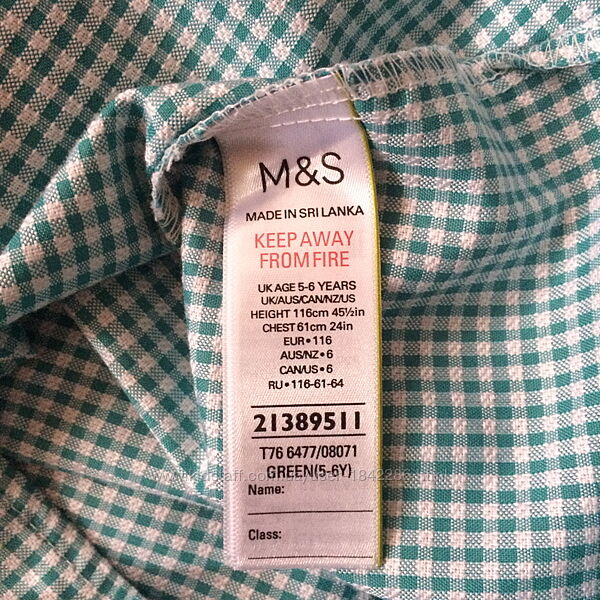 M&S
MADE IN SRI LANKA
KEEP AWAY
FROM FIRE
UK AGE 5-6 YEARS
UK/AUS/CAN/NZ/US
HEIGHT 116cm 45½in
CHEST 61cm 24in
EUR • 116
AUS/NZ • 6
CAN/US • 6
RU • 116-61-64
21389511
T76 6477/08071
GREEN(5-6Y)
Name:
Class: